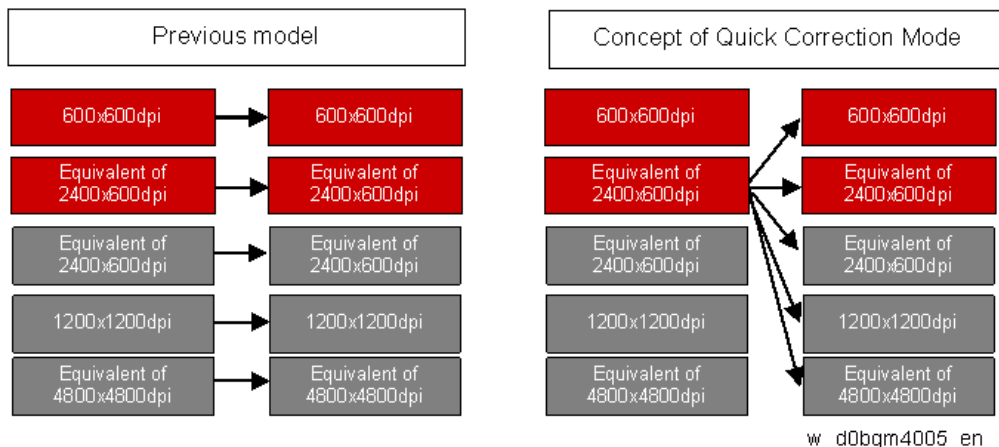 Previous model
600x600dpi
600x600dpi
Equivalent of
2400x600dpi
Equivalent of
2400x600dpi
Equivalent of
2400x600dpi
Equivalent of
2400x600dpi
1200x1200dpi
1200x1200dpi
Equivalent of
4800x4800dpi
Equivalent of
4800x4800dpi
Concept of Quick Correction Mode
600x600dpi
600x600dpi
Equivalent of
2400x600dpi
Equivalent of
2400x600dpi
Equivalent of
2400x600dpi
Equivalent of
2400x600dpi
1200x1200dpi
1200x1200dpi
Equivalent of
4800x4800dpi
Equivalent of
4800x4800dpi
w_d0bgm4005_en